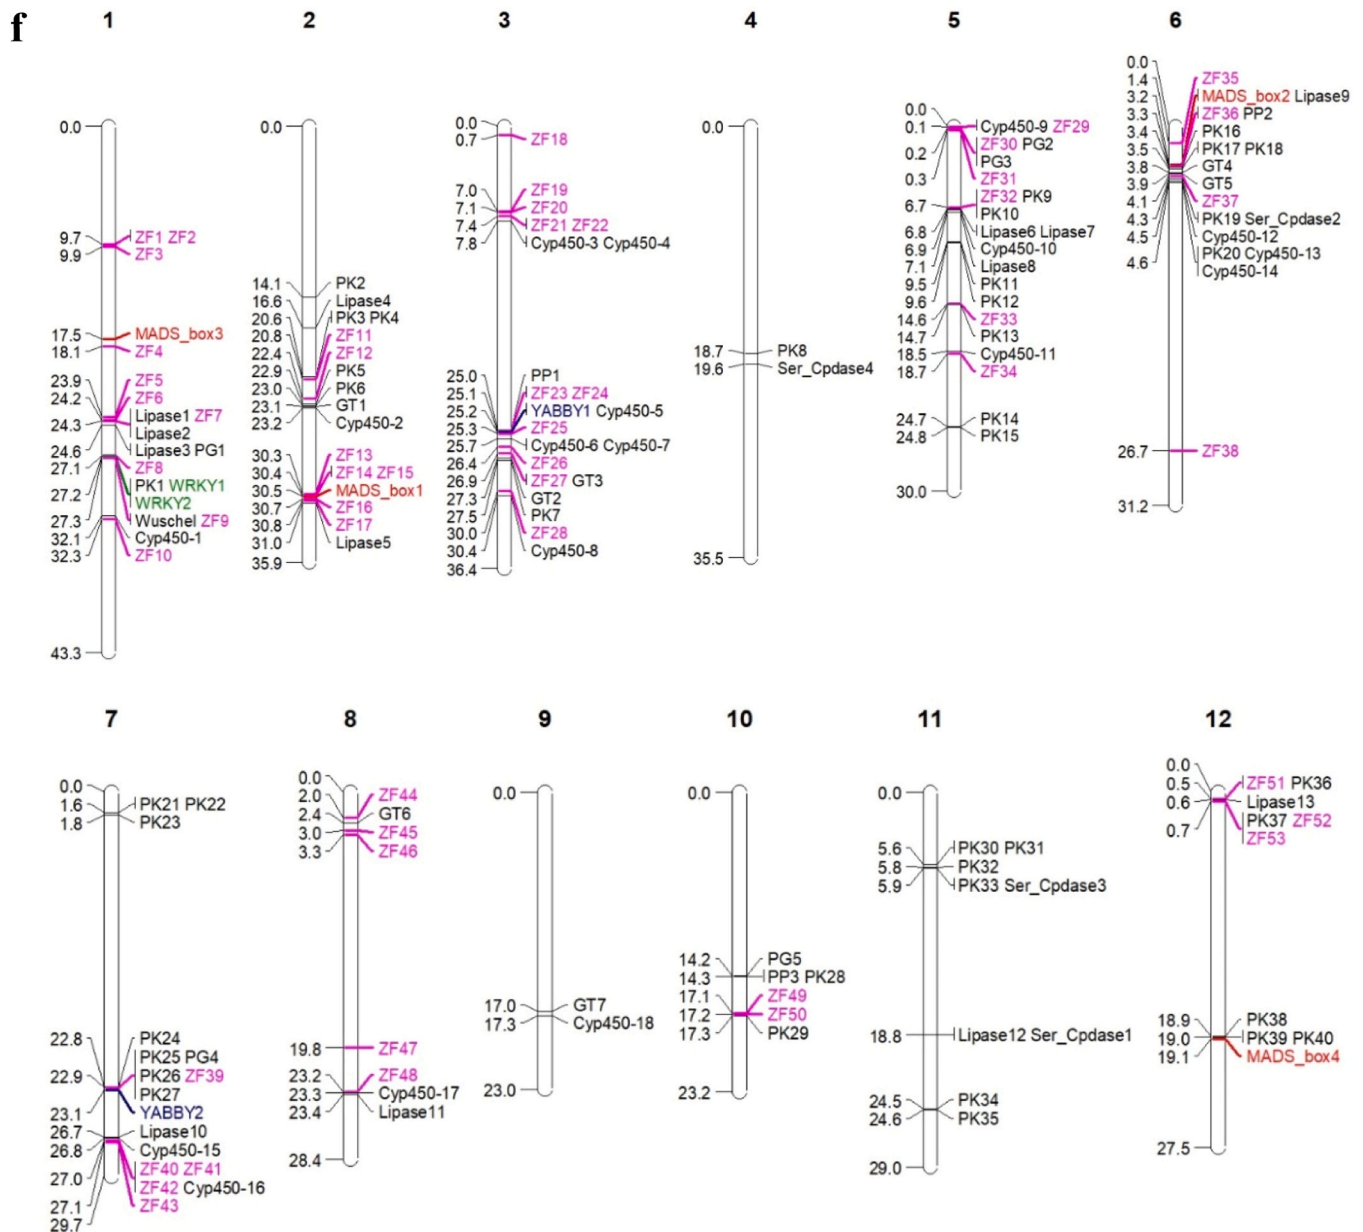 f
1
0.0
9.7 ZF1 ZF2
9.9 ZF3
17.5 MADS_box3
18.1 ZF4
23.9 ZF5
24.2 ZF6
24.3 Lipase1 ZF7
Lipase2
24.6 Lipase3 PG1
27.1 ZF8
27.2 PK1 WRKY1
WRKY2
27.3 Wuschel ZF9
32.1 Cyp450-1
32.3 ZF10
43.3
2
0.0
14.1 PK2
16.6 Lipase4
20.6 PK3 PK4
20.8 ZF11
22.4 ZF12
22.9 PK5
23.0 PK6
23.1 GT1
23.2 Cyp450-2
30.3 ZF13
30.4 ZF14 ZF15
30.5 MADS_box1
30.7 ZF16
30.8 ZF17
31.0 Lipase5
35.9
3
0.0
0.7 ZF18
7.0 ZF19
7.1 ZF20
7.4 ZF21 ZF22
7.8 Cyp450-3 Cyp450-4
25.0 PP1
25.1 ZF23 ZF24
25.2 YABBY1 Cyp450-5
25.3 ZF25
25.7 Cyp450-6 Cyp450-7
26.4 ZF26
26.9 ZF27 GT3
27.3 GT2
27.5 PK7
30.0 ZF28
30.4 Cyp450-8
36.4
4
0.0
18.7 PK8
19.6 Ser_Cpdase4
35.5
5
0.0
0.1 Cyp450-9 ZF29
0.2 ZF30 PG2
PG3
0.3 ZF31
6.7 ZF32 PK9
PK10
6.8 Lipase6 Lipase7
6.9 Cyp450-10
7.1 Lipase8
9.5 PK11
9.6 PK12
14.6 ZF33
14.7 PK13
18.5 Cyp450-11
18.7 ZF34
24.7 PK14
24.8 PK15
30.0
6
0.0
1.4 ZF35
3.2 MADS_box2 Lipase9
3.3 ZF36 PP2
3.4 PK16
3.5 PK17 PK18
3.8 GT4
3.9 GT5
4.1 ZF37
4.3 PK19 Ser_Cpdase2
4.5 Cyp450-12
4.6 PK20 Cyp450-13
Cyp450-14
26.7 ZF38
31.2
7
0.0
1.6 PK21 PK22
1.8 PK23
22.8 PK24
22.9 PK25 PG4
PK26 ZF39
PK27
23.1 YABBY2
26.7 Lipase10
26.8 Cyp450-15
27.0 ZF40 ZF41
ZF42 Cyp450-16
27.1 ZF43
29.7
8
0.0
2.0 ZF44
2.4 GT6
3.0 ZF45
3.3 ZF46
19.8 ZF47
23.2 ZF48
23.3 Cyp450-17
23.4 Lipase11
28.4
9
0.0
17.0 GT7
17.3 Cyp450-18
23.0
10
0.0
14.2 PG5
14.3 PP3 PK28
17.1 ZF49
17.2 ZF50
17.3 PK29
23.2
11
0.0
5.6 PK30 PK31
5.8 PK32
5.9 PK33 Ser_Cpdase3
18.8 Lipase12 Ser_Cpdase1
24.5 PK34
24.6 PK35
29.0
12
0.0
0.5 ZF51 PK36
0.6 Lipase13
0.7 PK37 ZF52
ZF53
18.9 PK38
19.0 PK39 PK40
19.1 MADS_box4
27.5